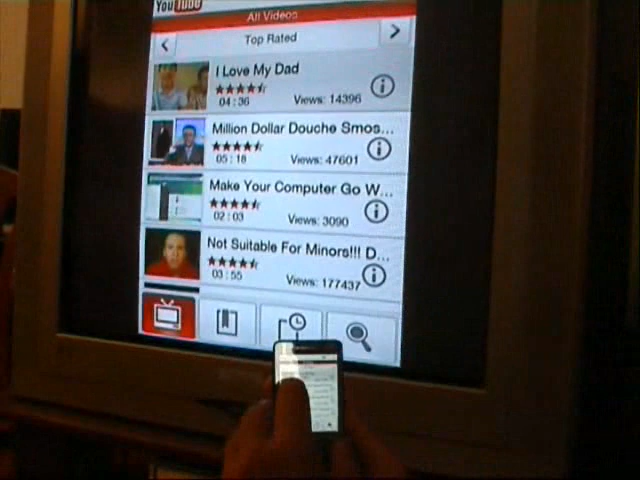 YouTube
All Videos
Top Rated
I Love My Dad
04:36 Views: 14396
Million Dollar Douche Smos...
05:18 Views: 47601
Make Your Computer Go W...
02:03 Views: 3090
Not Suitable For Minors!!! D...
03:55 Views: 177437